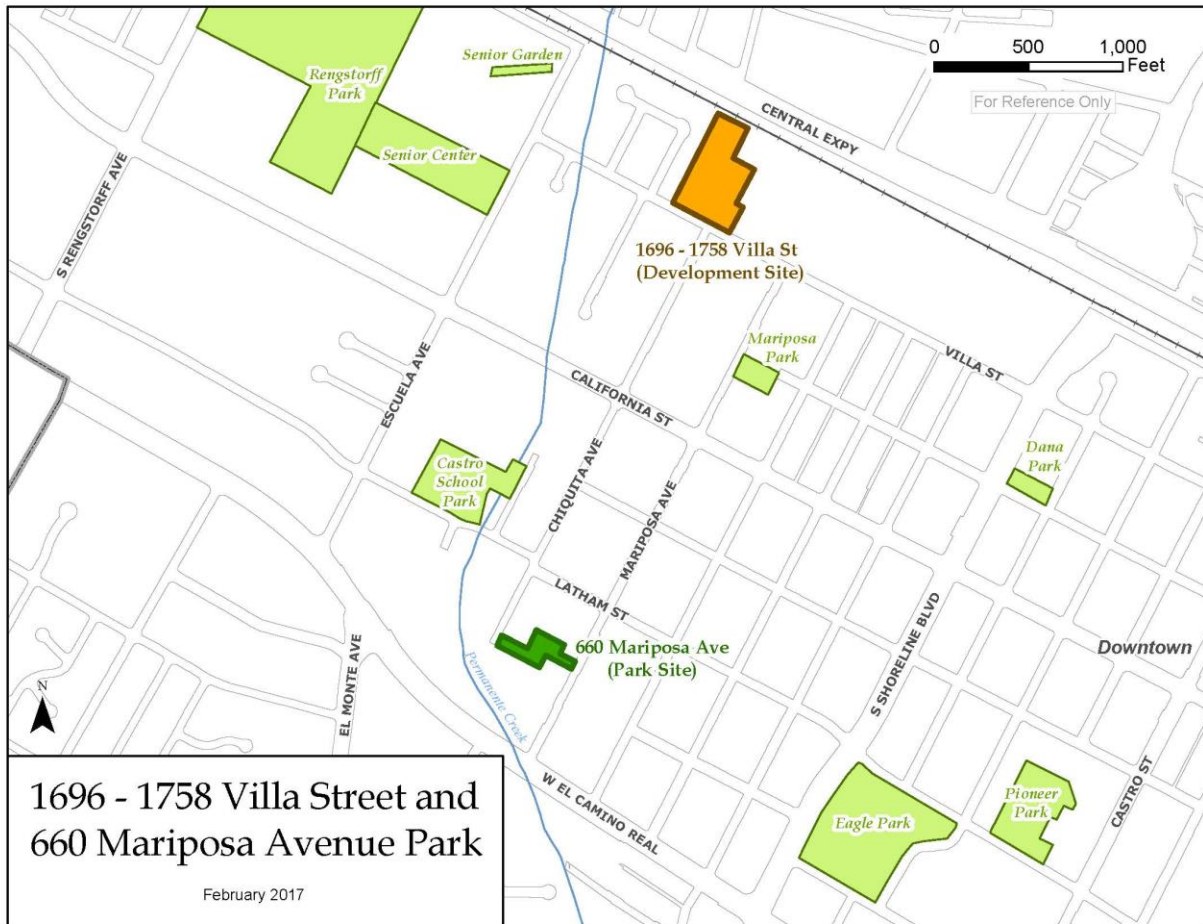 Senior Garden
0 500 1,000
Feet
For Reference Only
Rengstorff
Park
Senior Center
CENTRAL EXPY
S RENGSTORFF AVE
1696 - 1758 Villa St
(Development Site)
Mariposa
Park
VILLA ST
ESCUELA AVE
CALIFORNIA ST
Castro
School
Park
CHIQUITA AVE
MARIPOSA AVE
Dana
Park
LATHAM ST
660 Mariposa Ave
(Park Site)
S SHORELINE BLVD
Downtown
Permanente Creek
EL MONTE AVE
N
W EL CAMINO REAL
Eagle Park
Pioneer
Park
CASTRO ST
1696 - 1758 Villa Street and
660 Mariposa Avenue Park
February 2017